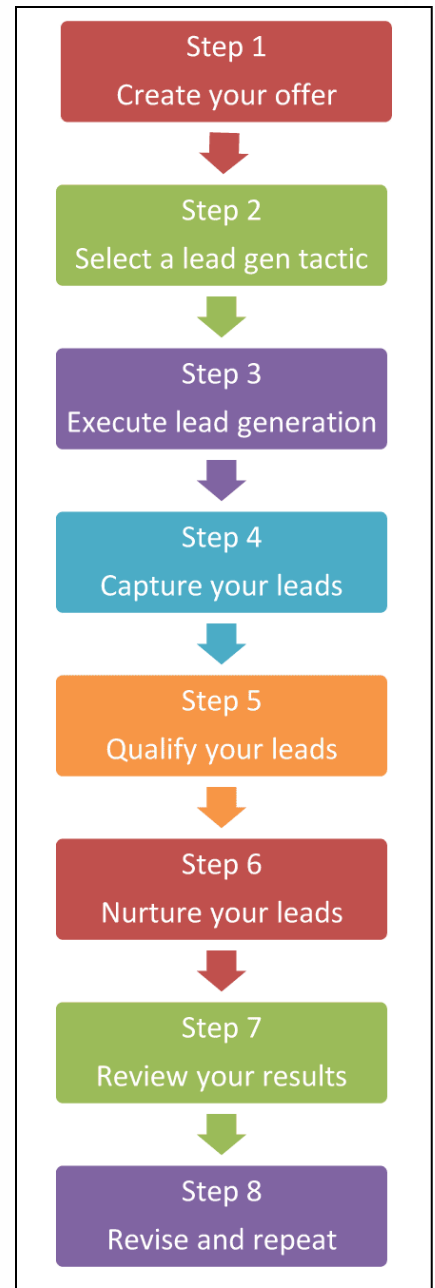 Step 1
Create your offer
Step 2
Select a lead gen tactic
Step 3
Execute lead generation
Step 4
Capture your leads
Step 5
Qualify your leads
Step 6
Nurture your leads
Step 7
Review your results
Step 8
Revise and repeat